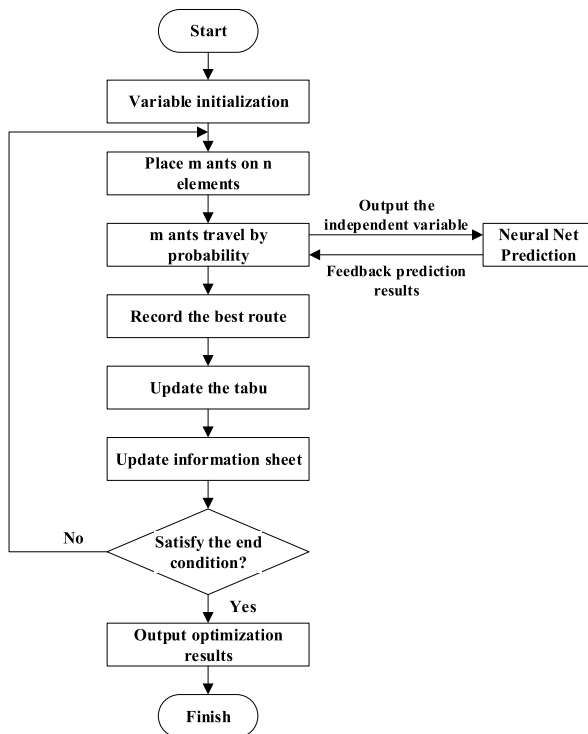 Start
Variable initialization
Place m ants on n
elements
m ants travel by
probability
Output the
independent variable
Neural Net
Prediction
Feedback prediction
results
Record the best route
Update the tabu
Update information sheet
No
Satisfy the end
condition?
Yes
Output optimization
results
Finish